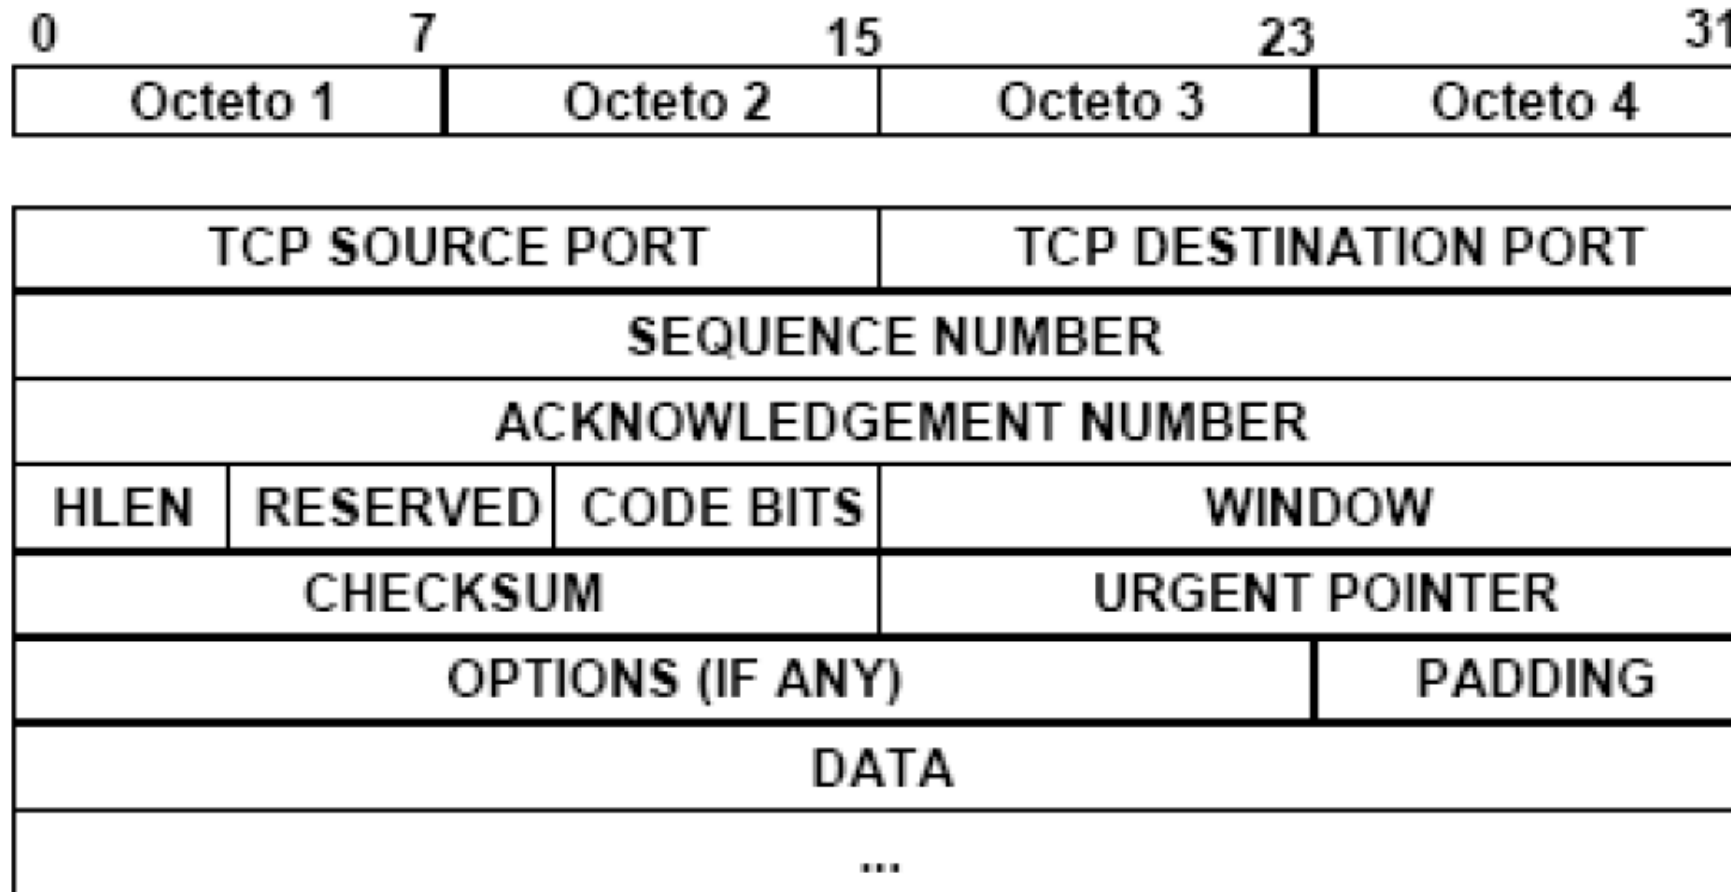 0 7 15 23 31
Octeto 1 Octeto 2 Octeto 3 Octeto 4
TCP SOURCE PORT TCP DESTINATION PORT
SEQUENCE NUMBER
ACKNOWLEDGEMENT NUMBER
HLEN RESERVED CODE BITS WINDOW
CHECKSUM URGENT POINTER
OPTIONS (IF ANY) PADDING
DATA
...